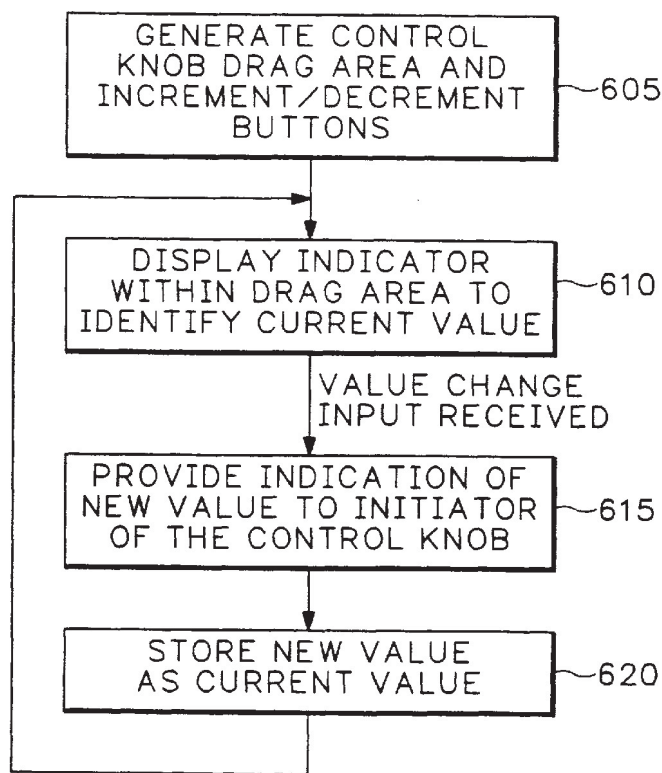 GENERATE CONTROL
KNOB DRAG AREA AND
INCREMENT/DECREMENT
BUTTONS
605
DISPLAY INDICATOR
WITHIN DRAG AREA TO
IDENTIFY CURRENT VALUE
610
VALUE CHANGE
INPUT RECEIVED
PROVIDE INDICATION OF
NEW VALUE TO INITIATOR
OF THE CONTROL KNOB
615
STORE NEW VALUE
AS CURRENT VALUE
620